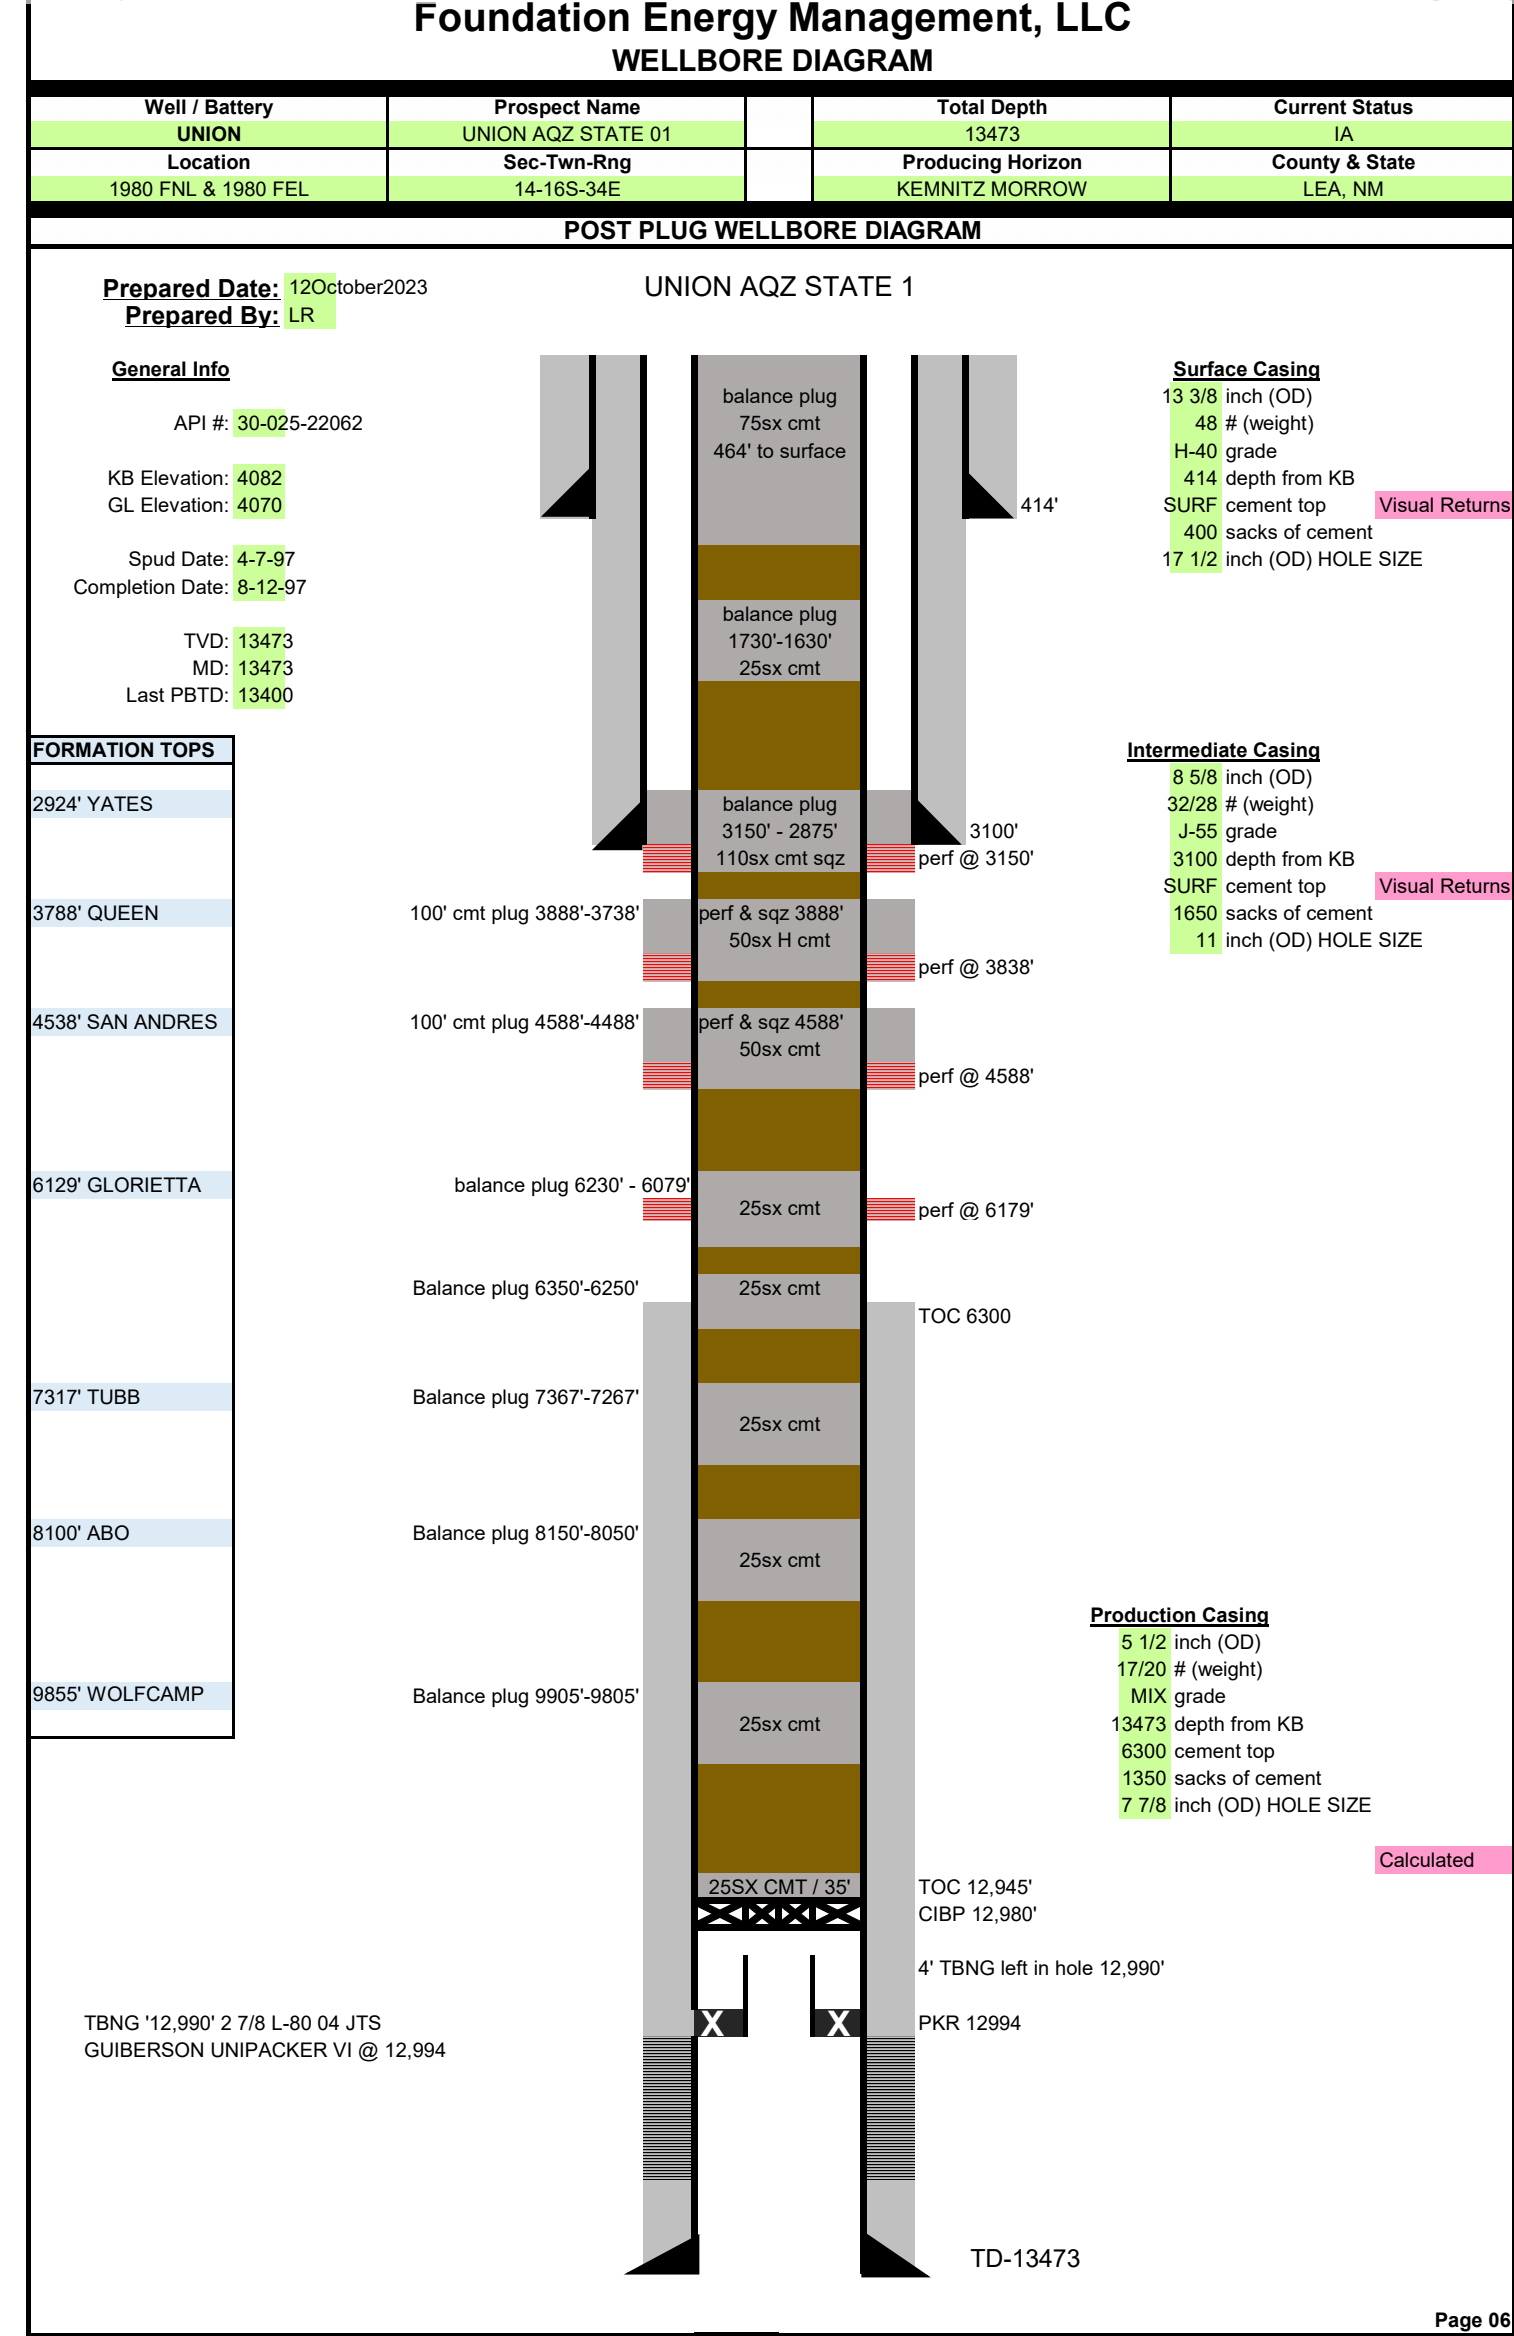 Foundation Energy Management, LLC
WELLBORE DIAGRAM
Well / Battery Prospect Name Total Depth Current Status
UNION UNION AQZ STATE 01 13473 IA
Location Sec-Twn-Rng Producing Horizon County & State
1980 FNL & 1980 FEL 14-16S-34E KEMNITZ MORROW LEA, NM
POST PLUG WELLBORE DIAGRAM
Prepared Date: 12October2023
Prepared By: LR
UNION AQZ STATE 1
General Info
API #: 30-025-22062
KB Elevation: 4082
GL Elevation: 4070
Spud Date: 4-7-97
Completion Date: 8-12-97
TVD: 13473
MD: 13473
Last PBTD: 13400
FORMATION TOPS
2924' YATES
3788' QUEEN
4538' SAN ANDRES
6129' GLORIETTA
7317' TUBB
8100' ABO
9855' WOLFCAMP
100' cmt plug 3888'-3738'
100' cmt plug 4588'-4488'
balance plug 6230' - 6079'
Balance plug 6350'-6250'
Balance plug 7367'-7267'
Balance plug 8150'-8050'
Balance plug 9905'-9805'
TBNG '12,990' 2 7/8 L-80 04 JTS
GUIBERSON UNIPACKER VI @ 12,994
balance plug
75sx cmt
464' to surface
balance plug
1730'-1630'
25sx cmt
balance plug
3150' - 2875'
110sx cmt sqz
perf & sqz 3888'
50sx H cmt
perf & sqz 4588'
50sx cmt
25sx cmt
25sx cmt
25sx cmt
25sx cmt
25sx cmt
25SX CMT / 35'
X X
414'
3100'
perf @ 3150'
perf @ 3838'
perf @ 4588'
perf @ 6179'
TOC 6300
TOC 12,945'
CIBP 12,980'
4' TBNG left in hole 12,990'
PKR 12994
TD-13473
Surface Casing
13 3/8 inch (OD)
48 # (weight)
H-40 grade
414 depth from KB
SURF cement top Visual Returns
400 sacks of cement
17 1/2 inch (OD) HOLE SIZE
Intermediate Casing
8 5/8 inch (OD)
32/28 # (weight)
J-55 grade
3100 depth from KB
SURF cement top Visual Returns
1650 sacks of cement
11 inch (OD) HOLE SIZE
Production Casing
5 1/2 inch (OD)
17/20 # (weight)
MIX grade
13473 depth from KB
6300 cement top
1350 sacks of cement
7 7/8 inch (OD) HOLE SIZE
Calculated
Page 06